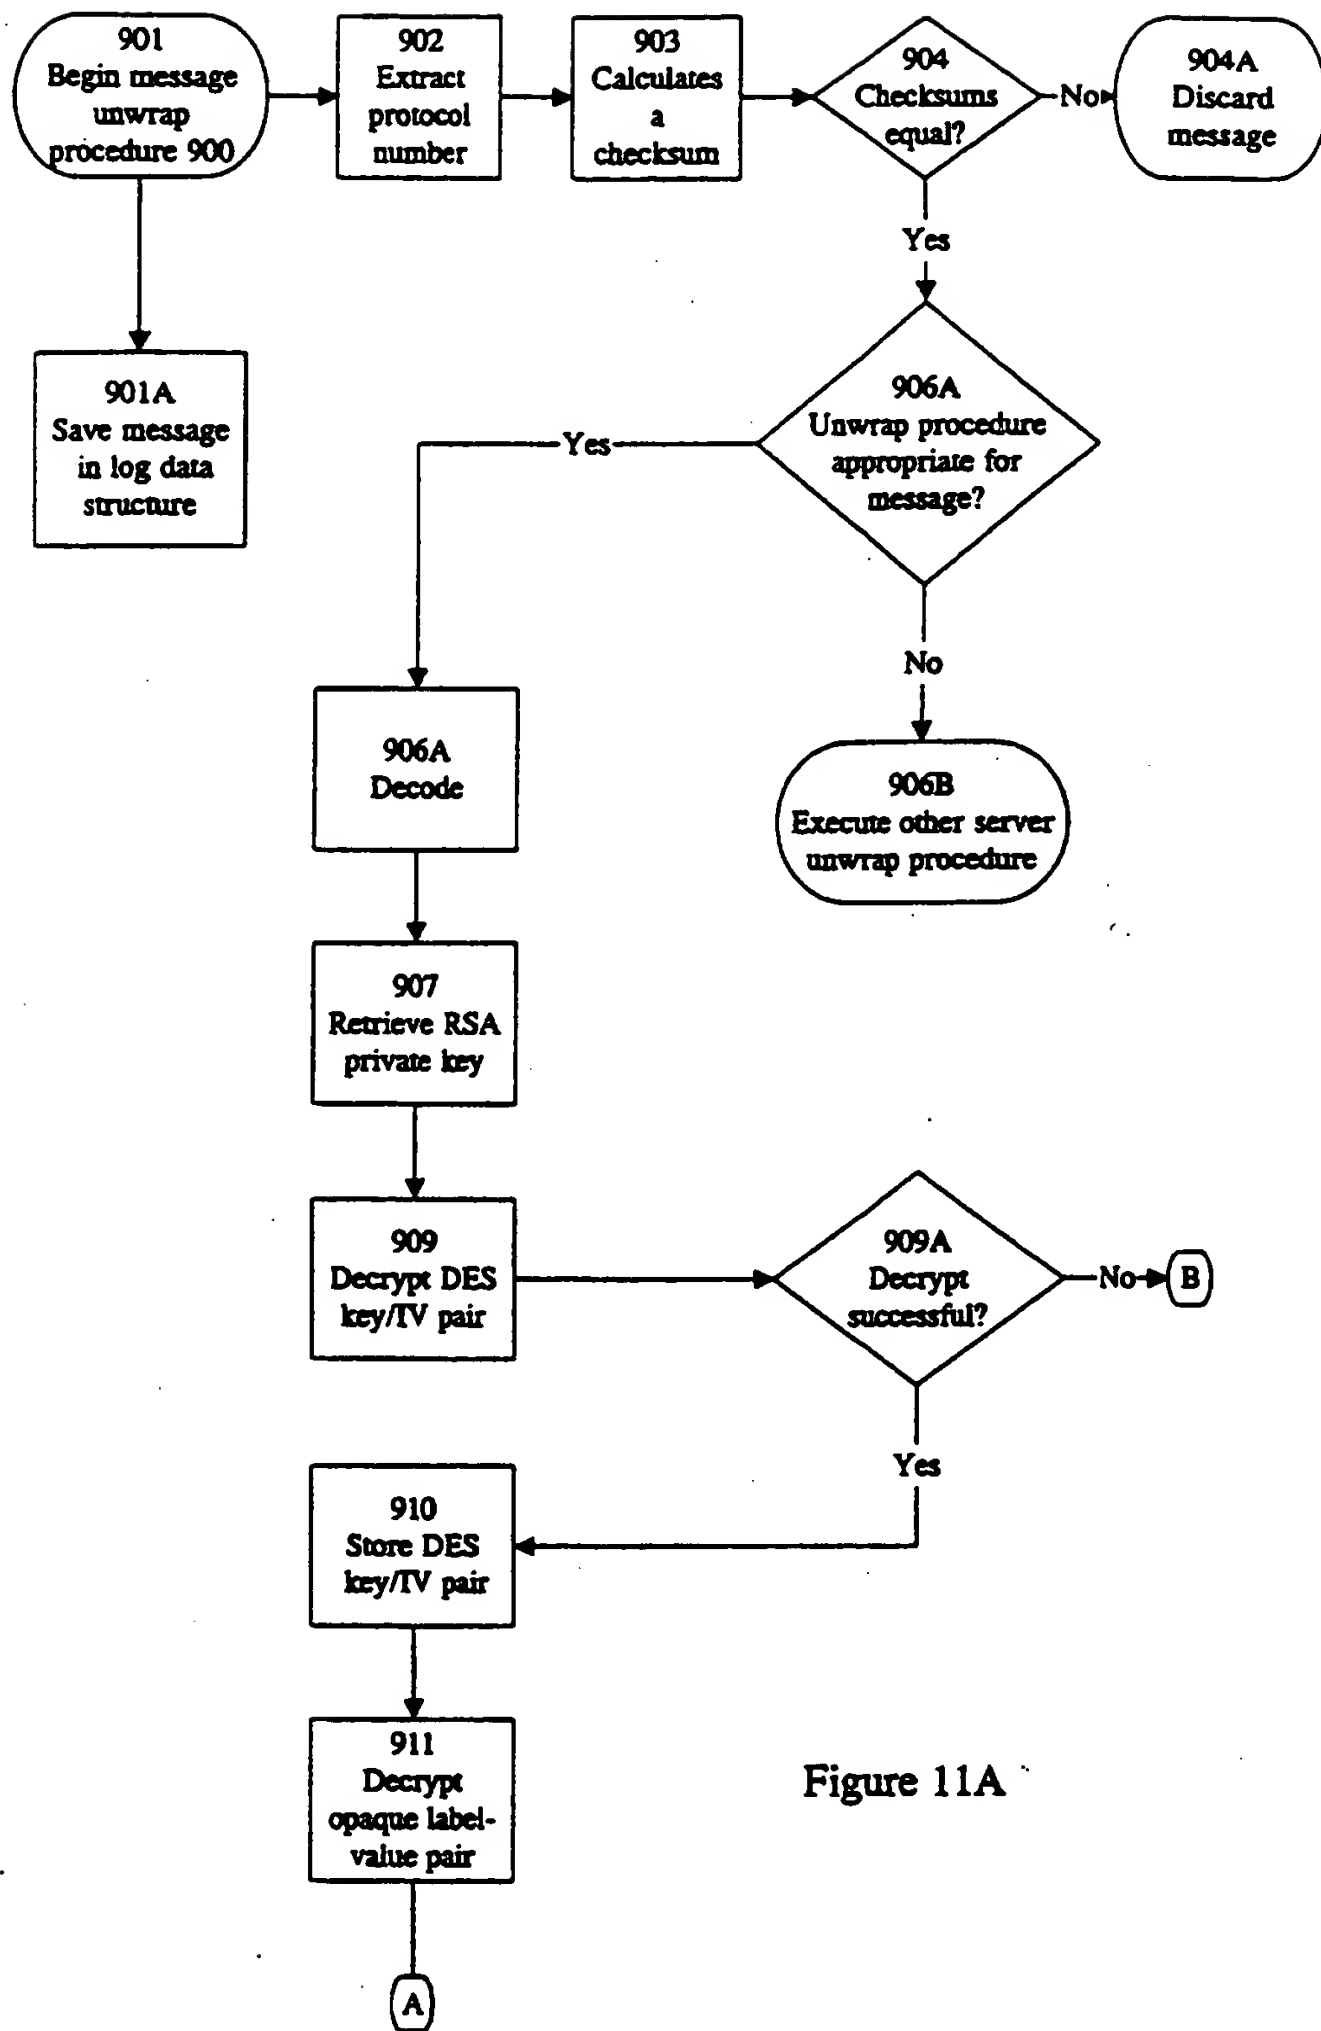 901
Begin message
unwrap
procedure 900
902
Extract
protocol
number
903
Calculates
a
checksum
904
Checksums
equal?
No
904A
Discard
message
Yes
901A
Save message
in log data
structure
906A
Unwrap procedure
appropriate for
message?
Yes
No
906A
Decode
906B
Execute other server
unwrap procedure
907
Retrieve RSA
private key
909
Decrypt DES
key/IV pair
909A
Decrypt
successful?
No
B
Yes
910
Store DES
key/IV pair
911
Decrypt
opaque label-
value pair
Figure 11A
A